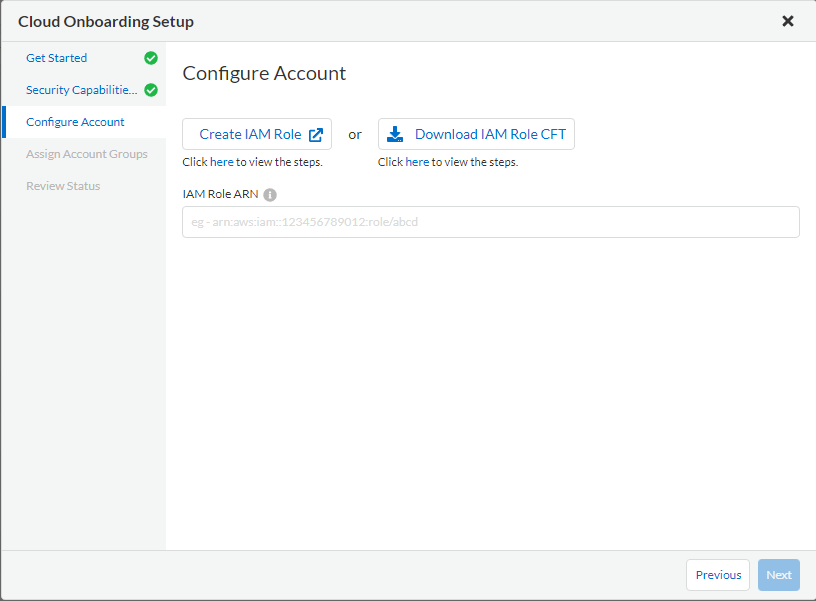 Cloud Onboarding Setup
Get Started
Security Capabilitie...
Configure Account
Assign Account Groups
Review Status
Configure Account
Create IAM Role or Download IAM Role CFT
Click here to view the steps. Click here to view the steps.
IAM Role ARN
eg - arn:aws:iam::123456789012:role/abcd
Previous Next